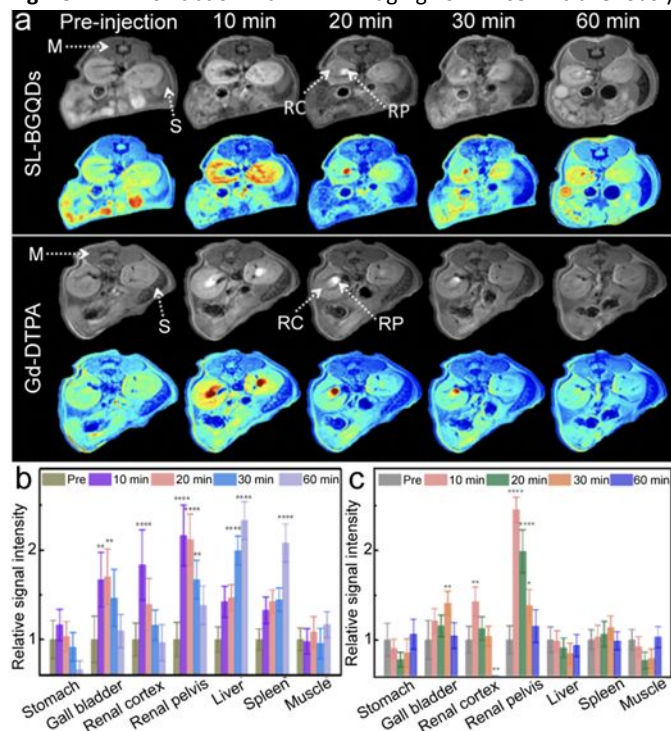 a
Pre-injection 10 min 20 min 30 min 60 min
SL-BGQDs
M
S
RC
RP
Gd-DTPA
M
S
RC
RP
b
Pre 10 min 20 min 30 min 60 min
Relative signal intensity
2
1
** ** **** **** **** ** **** **** ****
Stomach
Gall bladder
Renal cortex
Renal pelvis
Liver
Spleen
Muscle
c
Pre 10 min 20 min 30 min 60 min
Relative signal intensity
2
1
** ** ** **** **** *
Stomach
Gall bladder
Renal cortex
Renal pelvis
Liver
Spleen
Muscle